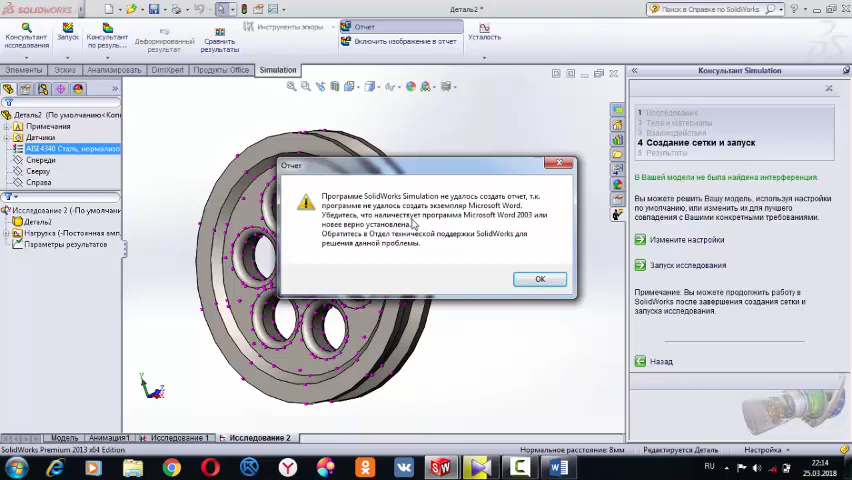 SOLIDWORKS
Деталь2 *
Поиск в Справке по SolidWorks
Консультант исследования
Запуск
Консультант по резул...
Деформированный результат
Сравнить результаты
Инструменты эпюры
Отчет
Включить изображение в отчет
Усталость
Элементы
Эскиз
Анализировать
DimXpert
Продукты Office
Simulation
Деталь2 (По умолчанию<<Кон
Примечания
Датчики
AISI 4340 Сталь, нормализо
Спереди
Сверху
Справа
Исследование 2 (-По умолчан
Деталь2
Нагрузка (-Постоянная амп
Параметры результатов
Отчет
Программе SolidWorks Simulation не удалось создать отчет, т.к.
программе не удалось создать экземпляр Microsoft Word.
Убедитесь, что наличествует программа Microsoft Word 2003 или
новее верно установлена.
Обратитесь в Отдел технической поддержки SolidWorks для
решения данной проблемы.
OK
Консультант Simulation
1 Исследование
2 Тела и материалы
3 Взаимодействия
4 Создание сетки и запуск
5 Результаты
В Вашей модели не была найдена интерференция.
Можете решить Вашу модель, используя настройки
по умолчанию, или изменить их для лучшего
совпадения с Вашими конкретными требованиями.
Измените настройки
Запуск исследования
Примечание: Вы можете продолжить работу в
SolidWorks после завершения создания сетки и
запуска исследования.
Назад
Модель
Анимация1
Исследование 1
Исследование 2
SolidWorks Premium 2013 x64 Edition
Нормальное расстояние: 8мм
Редактируется Деталь
Настройка
RU
22:14
25.03.2018